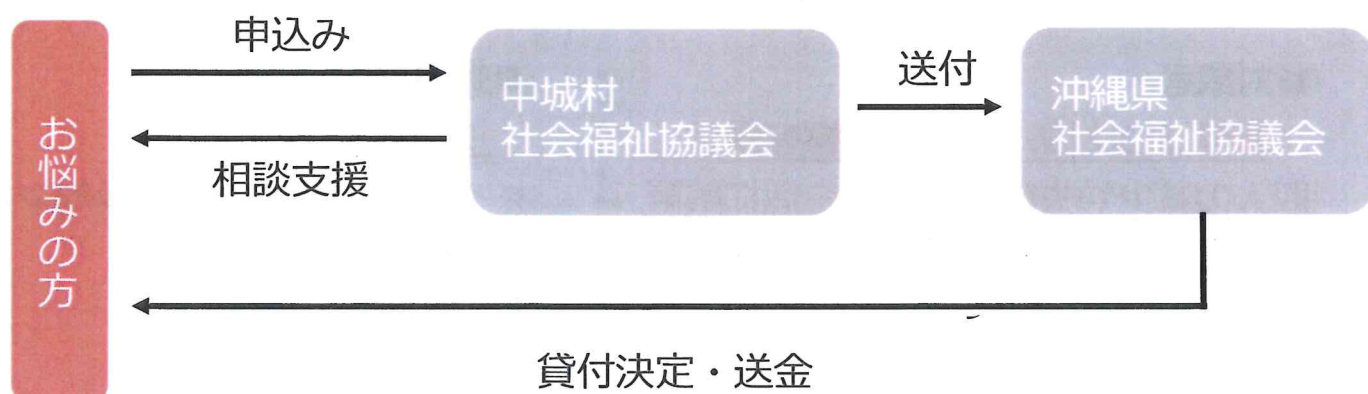 お悩みの方
申込み
相談支援
中城村
社会福祉協議会
送付
沖縄県
社会福祉協議会
貸付決定・送金